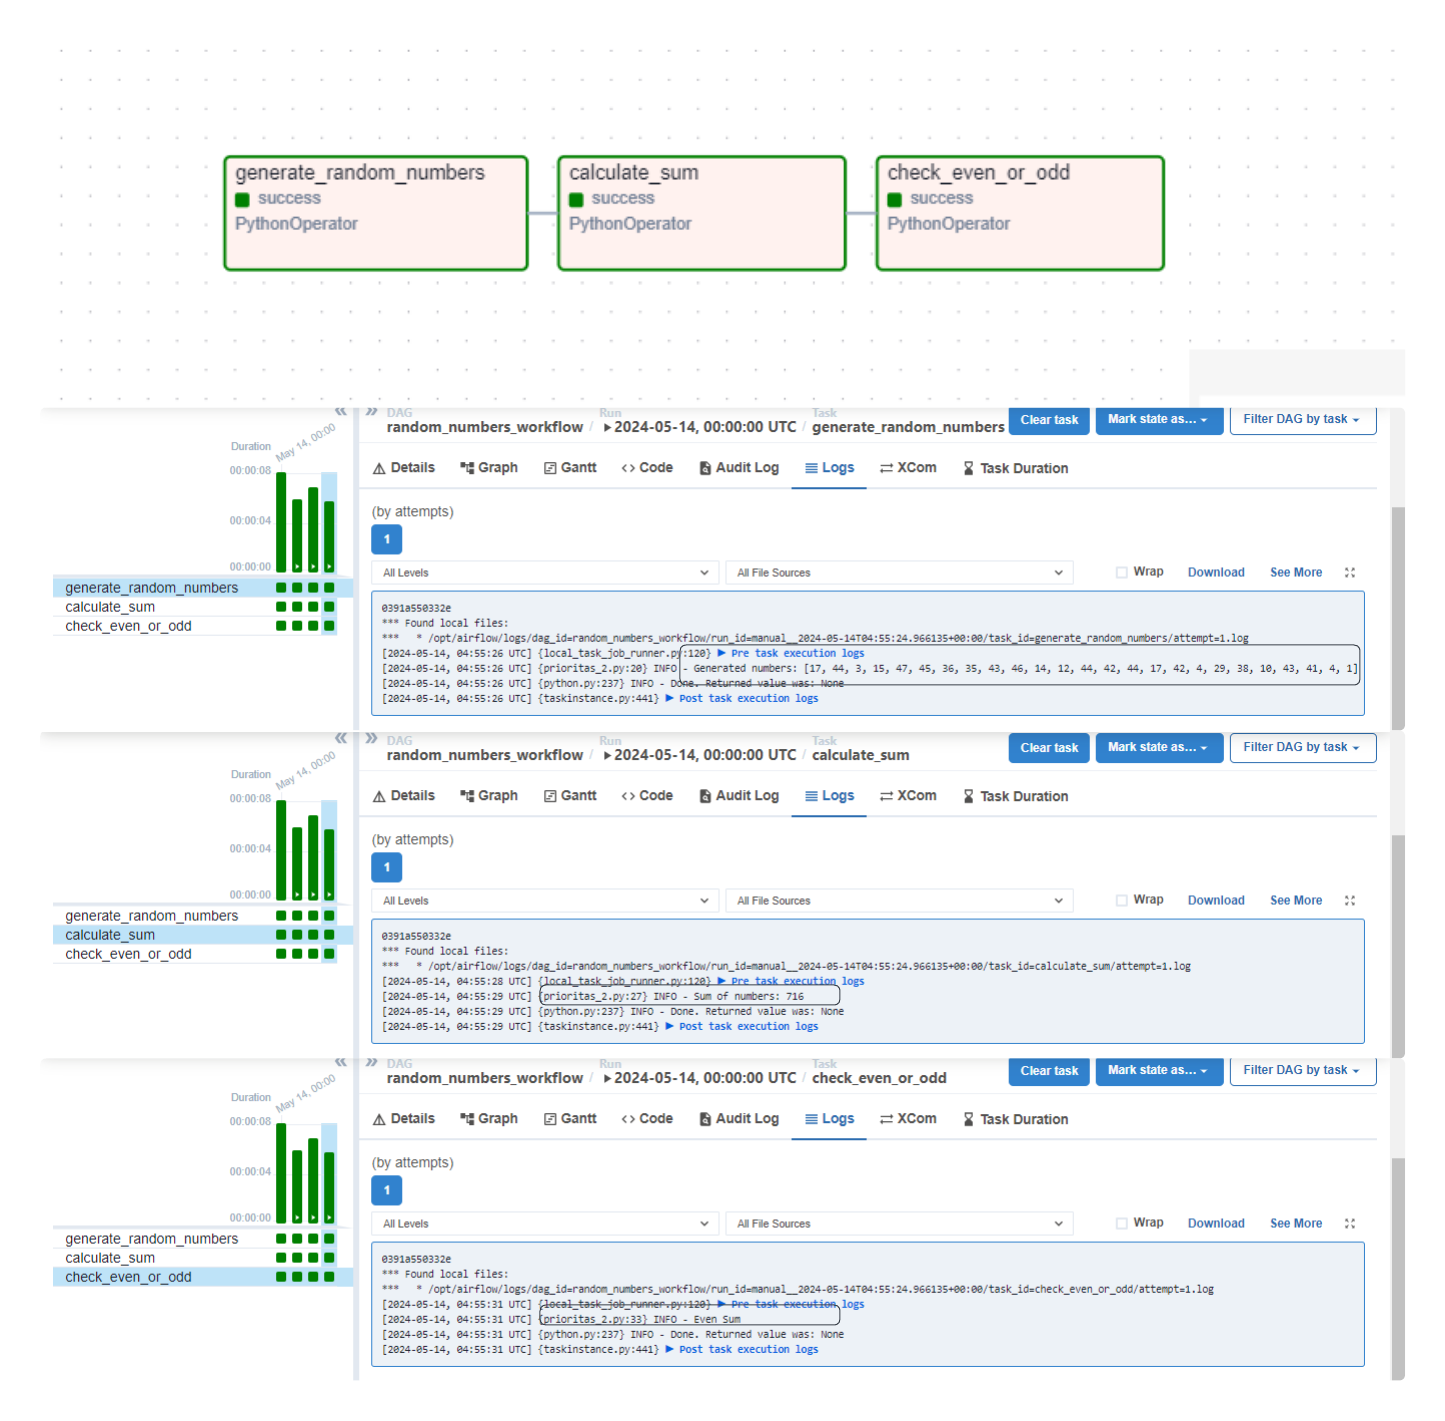 generate_random_numbers
success
PythonOperator
calculate_sum
success
PythonOperator
check_even_or_odd
success
PythonOperator
« » DAG Run Task
random_numbers_workflow / ▶ 2024-05-14, 00:00:00 UTC / generate_random_numbers
Clear task Mark state as... Filter DAG by task
Duration
May 14, 00:00
00:00:08
00:00:04
00:00:00
generate_random_numbers
calculate_sum
check_even_or_odd
Details Graph Gantt <> Code Audit Log Logs XCom Task Duration
(by attempts)
1
All Levels All File Sources Wrap Download See More
0391a550332e
*** Found local files:
***   * /opt/airflow/logs/dag_id=random_numbers_workflow/run_id=manual__2024-05-14T04:55:24.966135+00:00/task_id=generate_random_numbers/attempt=1.log
[2024-05-14, 04:55:26 UTC] {local_task_job_runner.py:120} ▶ Pre task execution logs
[2024-05-14, 04:55:26 UTC] {prioritas_2.py:20} INFO - Generated numbers: [17, 44, 3, 15, 47, 45, 36, 35, 43, 46, 14, 12, 44, 42, 44, 17, 42, 4, 29, 38, 10, 43, 41, 4, 1]
[2024-05-14, 04:55:26 UTC] {python.py:237} INFO - Done. Returned value was: None
[2024-05-14, 04:55:26 UTC] {taskinstance.py:441} ▶ Post task execution logs
« » DAG Run Task
random_numbers_workflow / ▶ 2024-05-14, 00:00:00 UTC / calculate_sum
Clear task Mark state as... Filter DAG by task
Duration
May 14, 00:00
00:00:08
00:00:04
00:00:00
generate_random_numbers
calculate_sum
check_even_or_odd
Details Graph Gantt <> Code Audit Log Logs XCom Task Duration
(by attempts)
1
All Levels All File Sources Wrap Download See More
0391a550332e
*** Found local files:
***   * /opt/airflow/logs/dag_id=random_numbers_workflow/run_id=manual__2024-05-14T04:55:24.966135+00:00/task_id=calculate_sum/attempt=1.log
[2024-05-14, 04:55:28 UTC] {local_task_job_runner.py:120} ▶ Pre task execution logs
[2024-05-14, 04:55:29 UTC] {prioritas_2.py:27} INFO - Sum of numbers: 716
[2024-05-14, 04:55:29 UTC] {python.py:237} INFO - Done. Returned value was: None
[2024-05-14, 04:55:29 UTC] {taskinstance.py:441} ▶ Post task execution logs
« » DAG Run Task
random_numbers_workflow / ▶ 2024-05-14, 00:00:00 UTC / check_even_or_odd
Clear task Mark state as... Filter DAG by task
Duration
May 14, 00:00
00:00:08
00:00:04
00:00:00
generate_random_numbers
calculate_sum
check_even_or_odd
Details Graph Gantt <> Code Audit Log Logs XCom Task Duration
(by attempts)
1
All Levels All File Sources Wrap Download See More
0391a550332e
*** Found local files:
***   * /opt/airflow/logs/dag_id=random_numbers_workflow/run_id=manual__2024-05-14T04:55:24.966135+00:00/task_id=check_even_or_odd/attempt=1.log
[2024-05-14, 04:55:31 UTC] {local_task_job_runner.py:120} ▶ Pre task execution logs
[2024-05-14, 04:55:31 UTC] {prioritas_2.py:33} INFO - Even Sum
[2024-05-14, 04:55:31 UTC] {python.py:237} INFO - Done. Returned value was: None
[2024-05-14, 04:55:31 UTC] {taskinstance.py:441} ▶ Post task execution logs